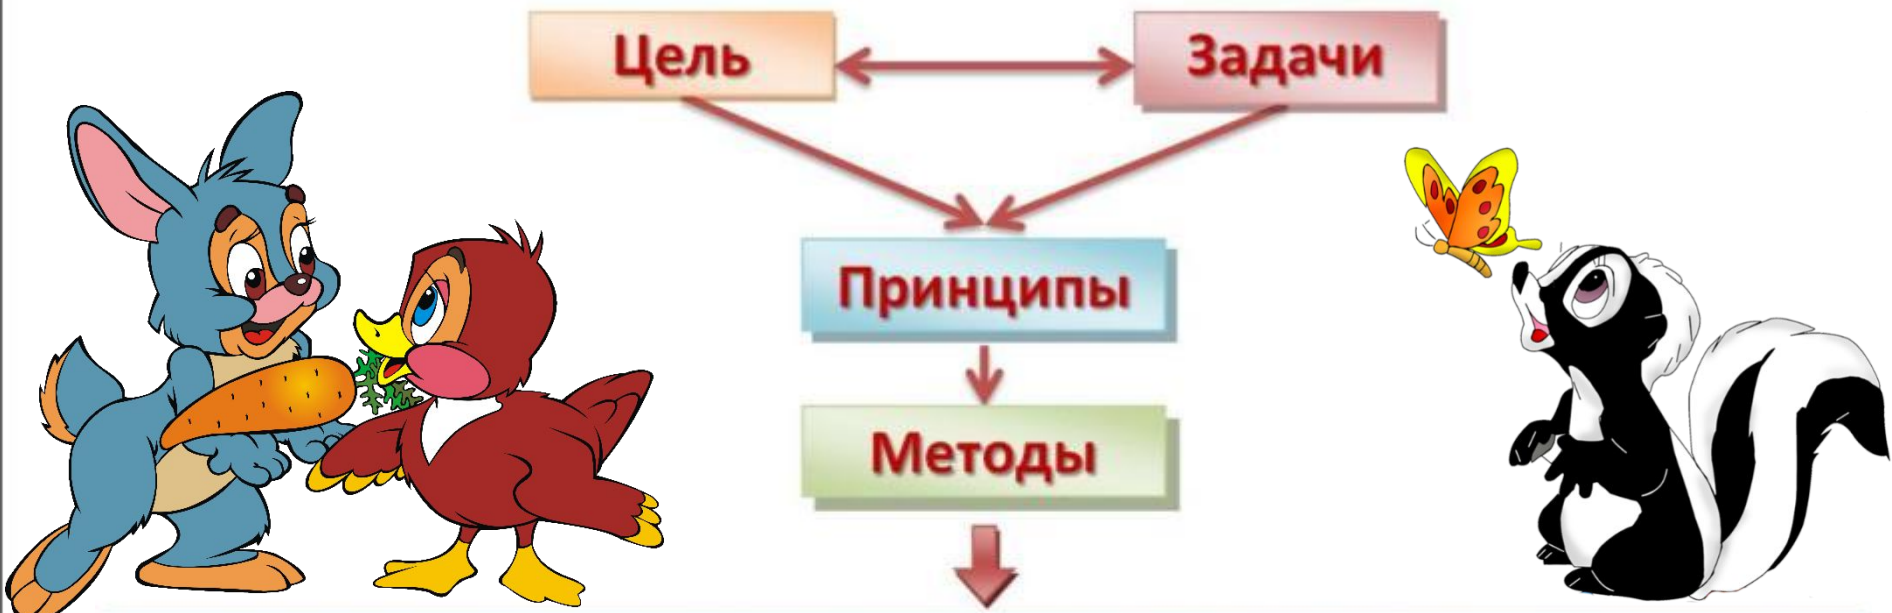 Цель
Задачи
Принципы
Методы